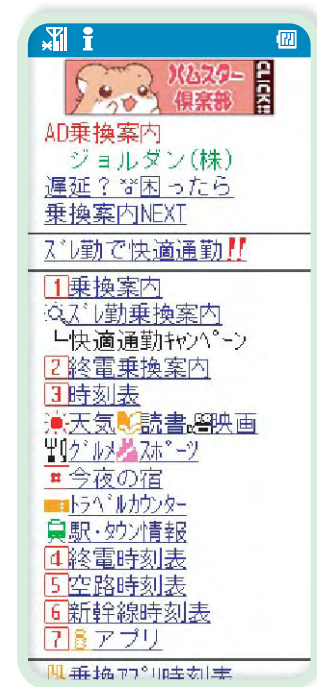 ハムスター
倶楽部
CLICK!!
AD乗換案内
ジョルダン(株)
遅延?困ったら
乗換案内NEXT
ズレ勤で快適通勤!!
1乗換案内
ズレ勤乗換案内
└快適通勤キャンペーン
2終電乗換案内
3時刻表
天気読書映画
グルメスポーツ
今夜の宿
トラベルカウンター
駅・タウン情報
4終電時刻表
5空路時刻表
6新幹線時刻表
7アプリ
乗換アプリ時刻表